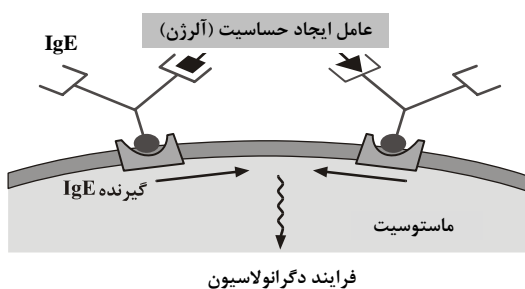 عامل ایجاد حساسیت (آلرژن)
IgE
گیرنده IgE
ماستوسیت
فرایند دگرانولاسیون